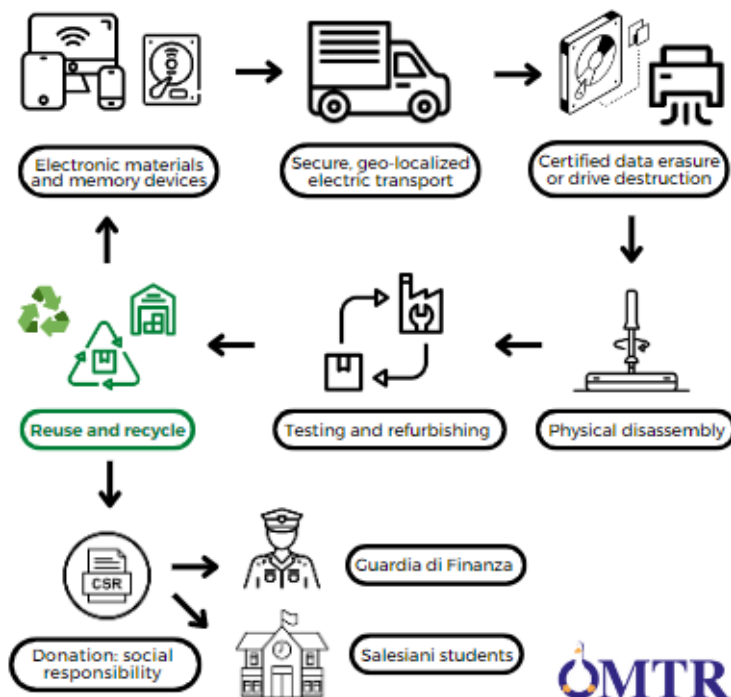 Electronic materials
and memory devices
Secure, geo-localized
electric transport
Certified data erasure
or drive destruction
Reuse and recycle
Testing and refurbishing
Physical disassembly
CSR
Guardia di Finanza
Donation: social
responsibility
Salesiani students
OMTR